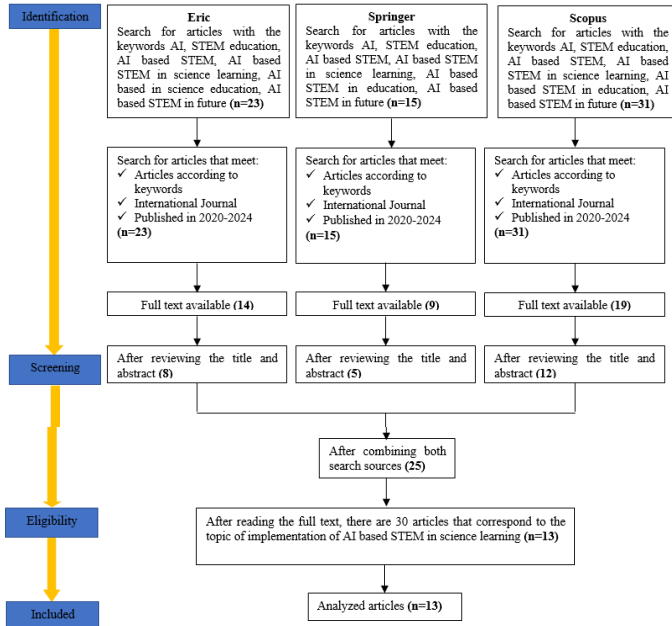 Identification
Eric
Search for articles with the
keywords AI, STEM education,
AI based STEM, AI based
STEM in science learning, AI
based in science education, AI
based STEM in future (n=23)
Springer
Search for articles with the
keywords AI, STEM education,
AI based STEM, AI based STEM
in science learning, AI based
STEM in education, AI based
STEM in future (n=15)
Scopus
Search for articles with the
keywords AI, STEM education,
AI based STEM, AI based
STEM in science learning, AI
based STEM in education, AI
based STEM in future (n=31)
Search for articles that meet:
✓ Articles according to
keywords
✓ International Journal
✓ Published in 2020-2024
(n=23)
Search for articles that meet:
✓ Articles according to
keywords
✓ International Journal
✓ Published in 2020-2024
(n=15)
Search for articles that meet:
✓ Articles according to
keywords
✓ International Journal
✓ Published in 2020-2024
(n=31)
Full text available (14)
Full text available (9)
Full text available (19)
Screening
After reviewing the title and
abstract (8)
After reviewing the title and
abstract (5)
After reviewing the title and
abstract (12)
After combining both
search sources (25)
Eligibility
After reading the full text, there are 30 articles that correspond to the
topic of implementation of AI based STEM in science learning (n=13)
Included
Analyzed articles (n=13)